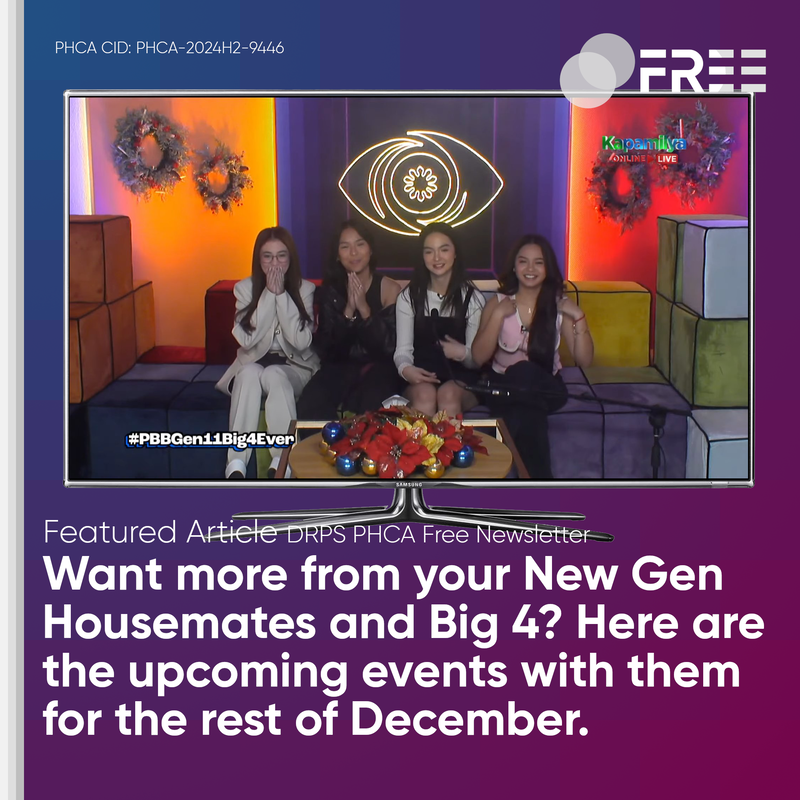 PHCA CID: PHCA-2024H2-9446
FREE
Kapamilya
ONLINE LIVE
#PBBGen11Big4Ever
SAMSUNG
Featured Article DRPS PHCA Free Newsletter
Want more from your New Gen
Housemates and Big 4? Here are
the upcoming events with them
for the rest of December.